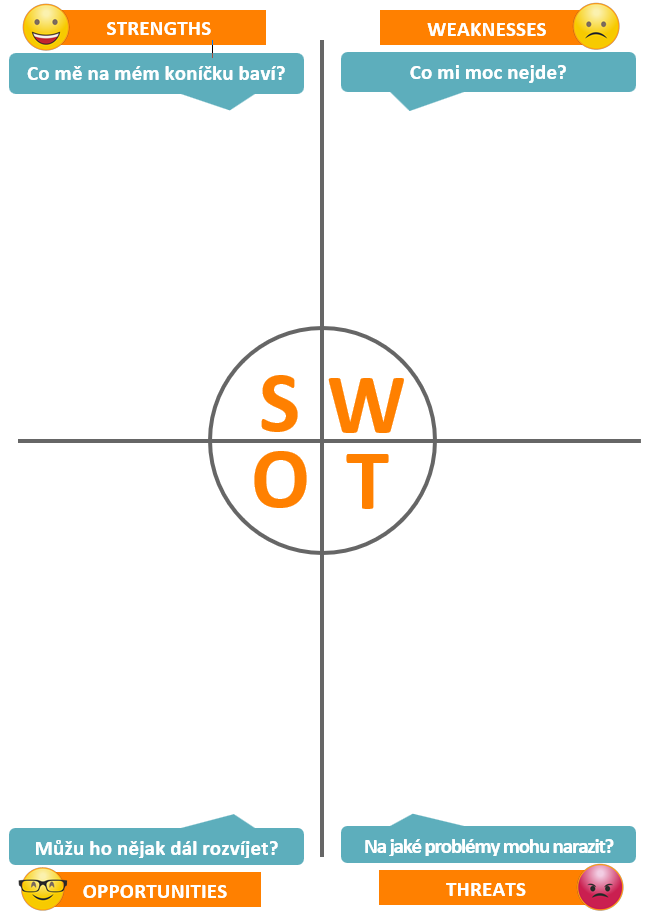 STRENGTHS
WEAKNESSES
Co mě na mém koníčku baví?
Co mi moc nejde?
S W
O T
Můžu ho nějak dál rozvíjet?
Na jaké problémy mohu narazit?
OPPORTUNITIES
THREATS